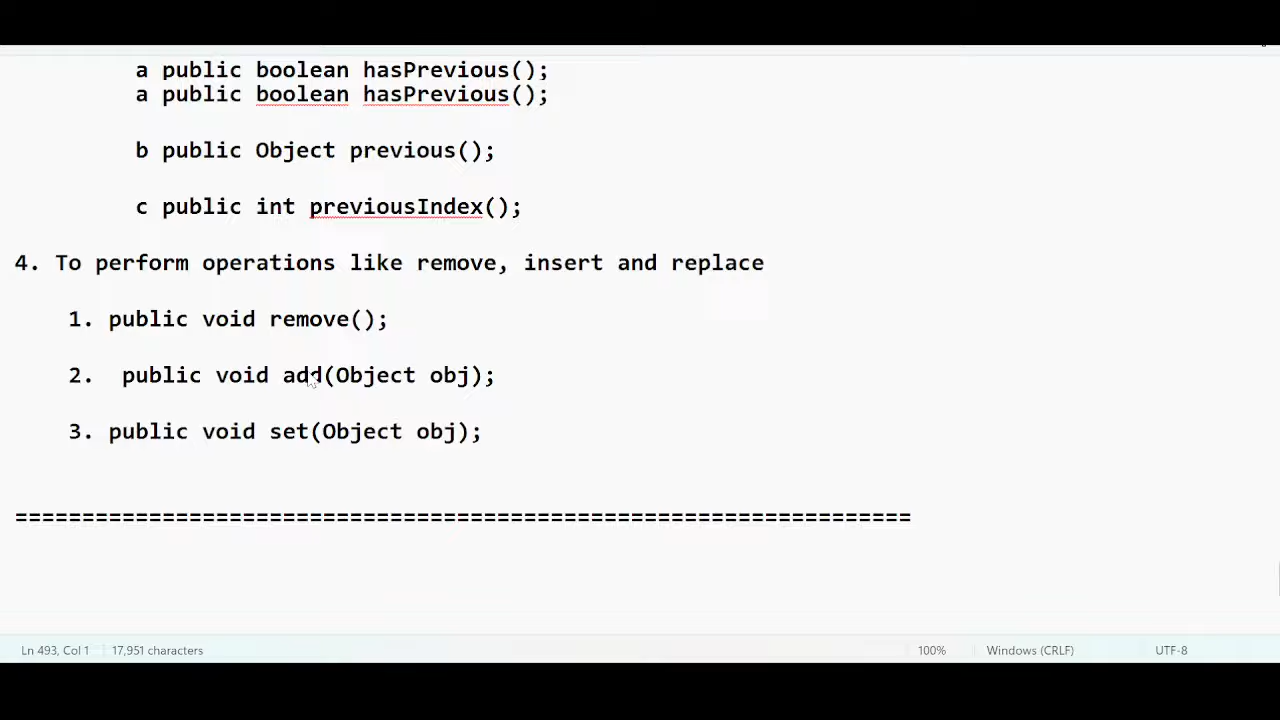 a public boolean hasPrevious();
a public boolean hasPrevious();
b public Object previous();
c public int previousIndex();
4. To perform operations like remove, insert and replace
1. public void remove();
2.  public void add(Object obj);
3. public void set(Object obj);
===================================================================
Ln 493, Col 1 17,951 characters 100% Windows (CRLF) UTF-8